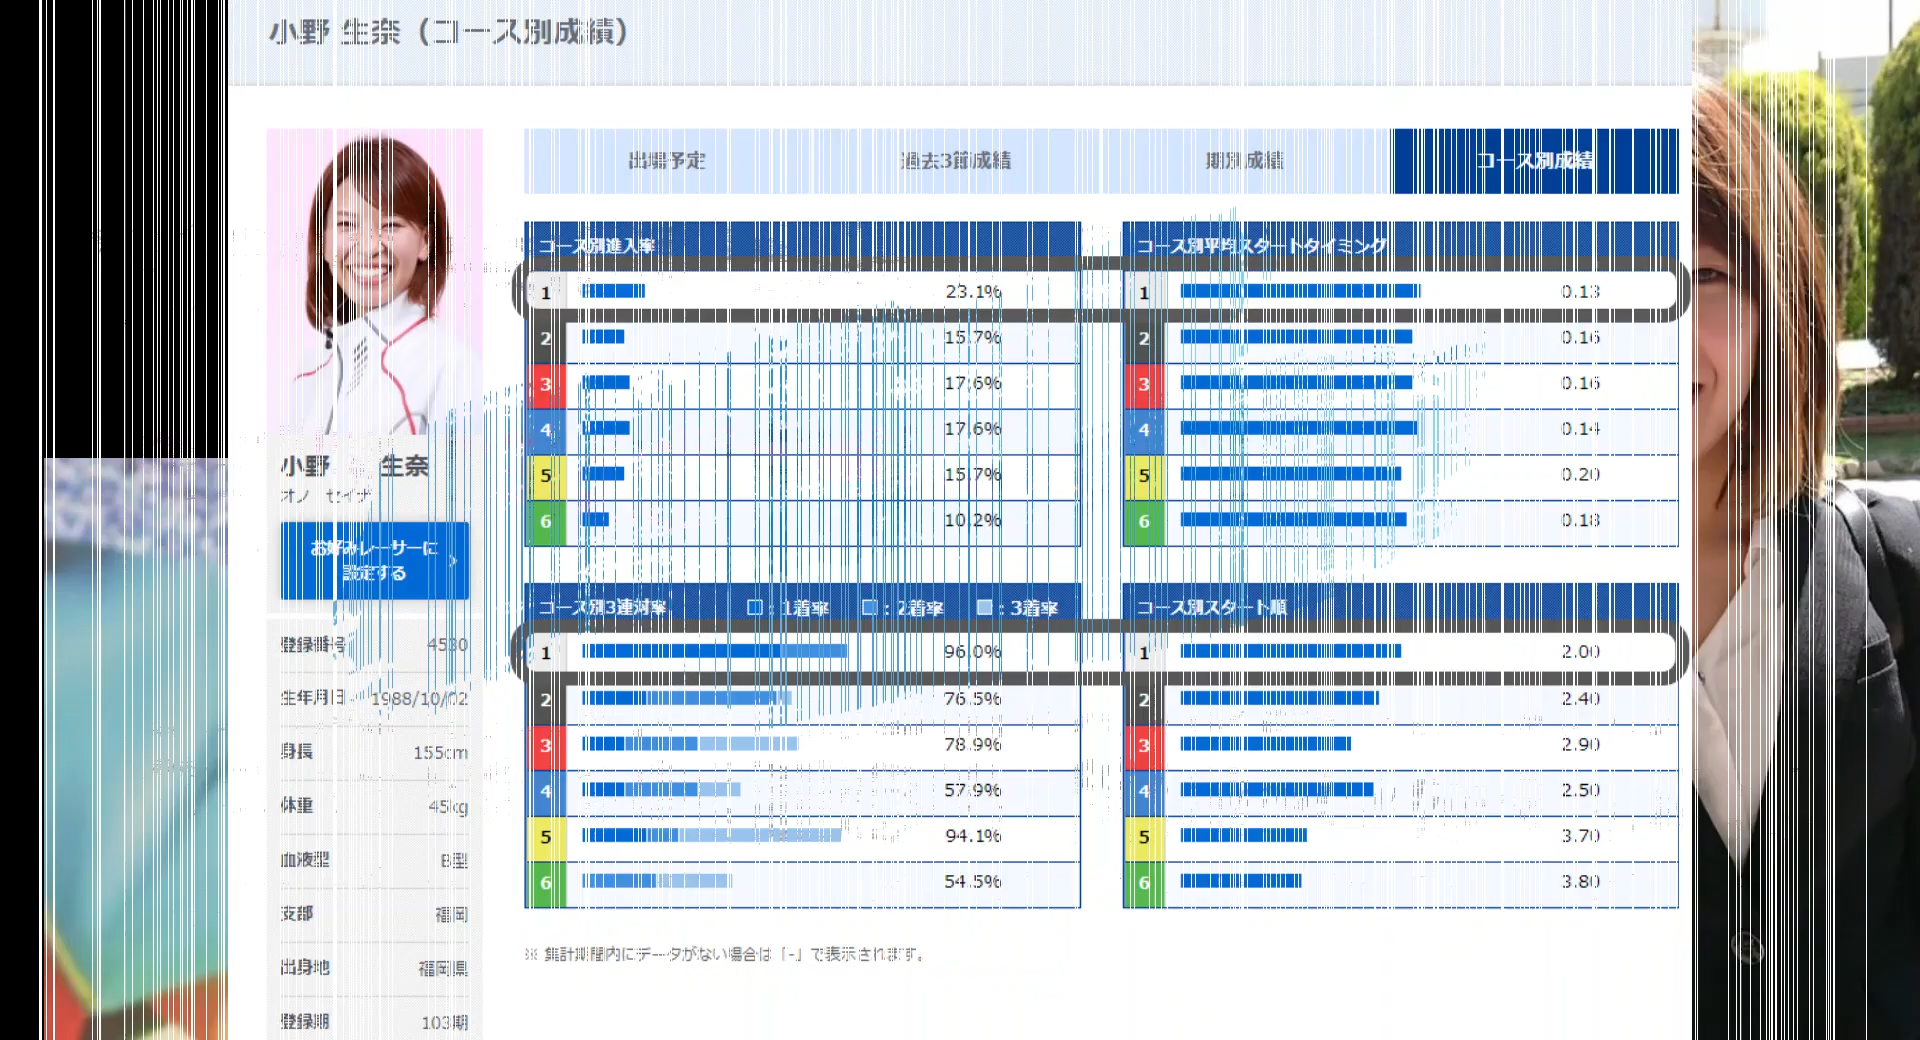 小野 生奈（コース別成績）
出場予定
過去3節成績
期別成績
コース別成績
コース別進入率
1 23.1%
2 15.7%
3 17.6%
4 17.6%
5 15.7%
6 10.2%
コース別平均スタートタイミング
1 0.13
2 0.16
3 0.16
4 0.14
5 0.20
6 0.18
小野 生奈
オノ セイナ
お好みレーサーに
設定する
登録番号
生年月日 1988/10/02
身長 155cm
体重 45kg
血液型 B型
支部 福岡
出身地 福岡県
登録期 103期
コース別3連対率 ：1着率 ：2着率 ：3着率
1 96.0%
2 76.5%
3 78.9%
4 57.9%
5 94.1%
6 54.5%
コース別スタート順
1 2.00
2 2.40
3 2.90
4 2.50
5 3.70
6 3.80
※ 集計期間内にデータがない場合は「-」で表示されます。